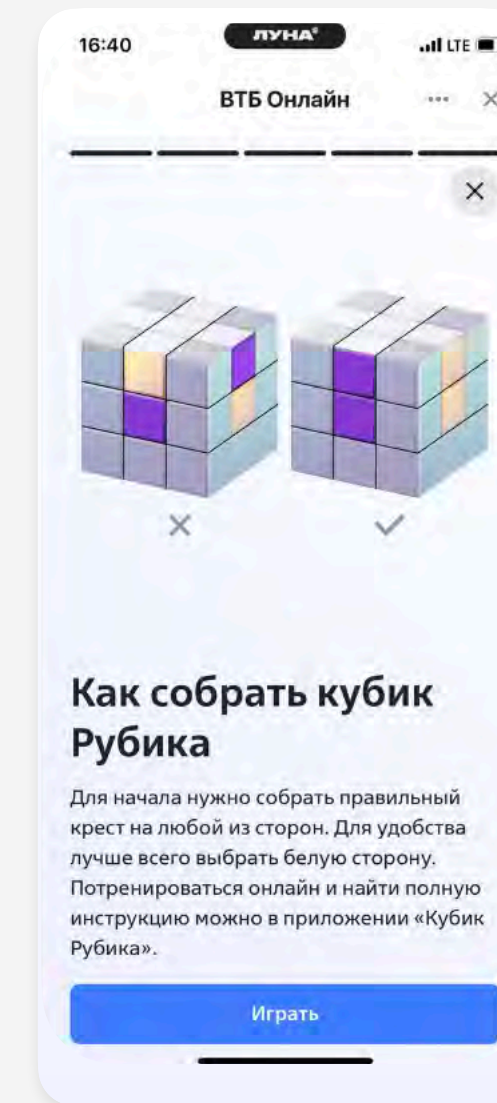 16:40
ЛУНА®
LTE
ВТБ Онлайн
Как собрать кубик
Рубика
Для начала нужно собрать правильный
крест на любой из сторон. Для удобства
лучше всего выбрать белую сторону.
Потренироваться онлайн и найти полную
инструкцию можно в приложении «Кубик
Рубика».
Играть